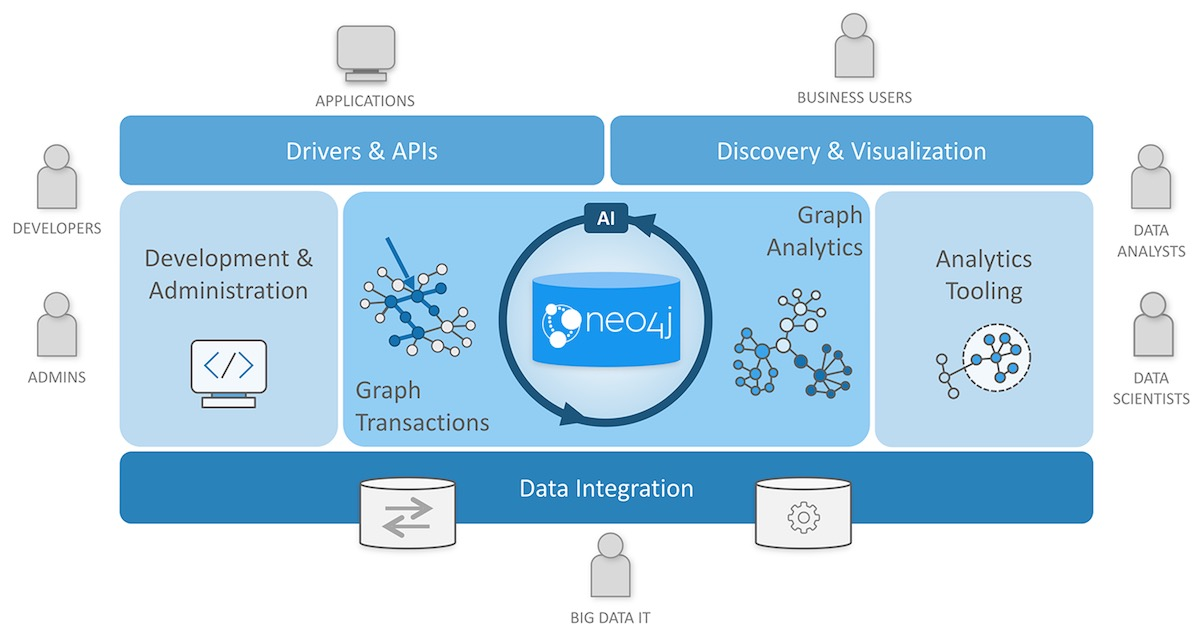 APPLICATIONS
BUSINESS USERS
Drivers & APIs
Discovery & Visualization
DEVELOPERS
ADMINS
Development &
Administration
</>
Graph
Transactions
AI
neo4j
Graph
Analytics
Analytics
Tooling
DATA
ANALYSTS
DATA
SCIENTISTS
Data Integration
BIG DATA IT